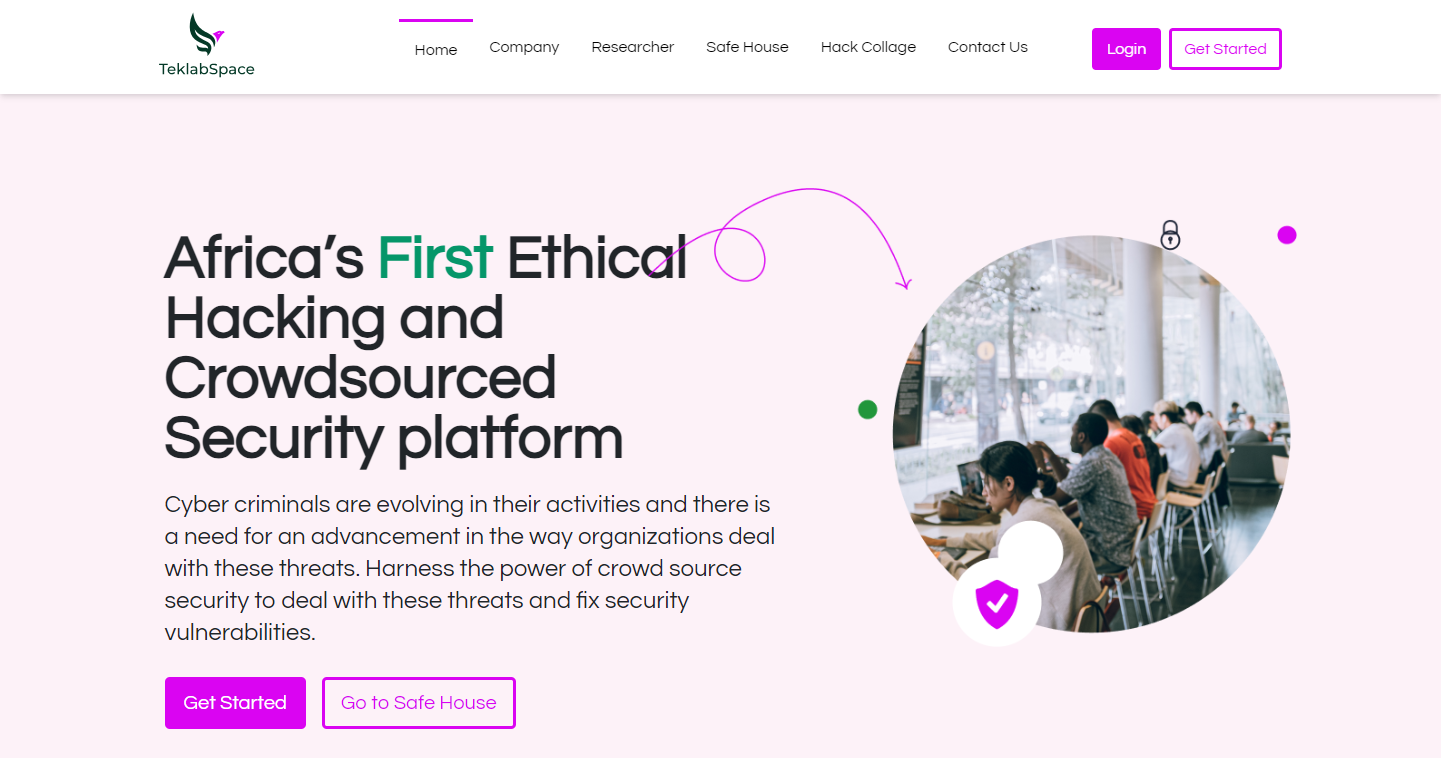 TeklabSpace
Home
Company
Researcher
Safe House
Hack Collage
Contact Us
Login
Get Started
Africa’s First Ethical
Hacking and
Crowdsourced
Security platform
Cyber criminals are evolving in their activities and there is
a need for an advancement in the way organizations deal
with these threats. Harness the power of crowd source
security to deal with these threats and fix security
vulnerabilities.
Get Started
Go to Safe House